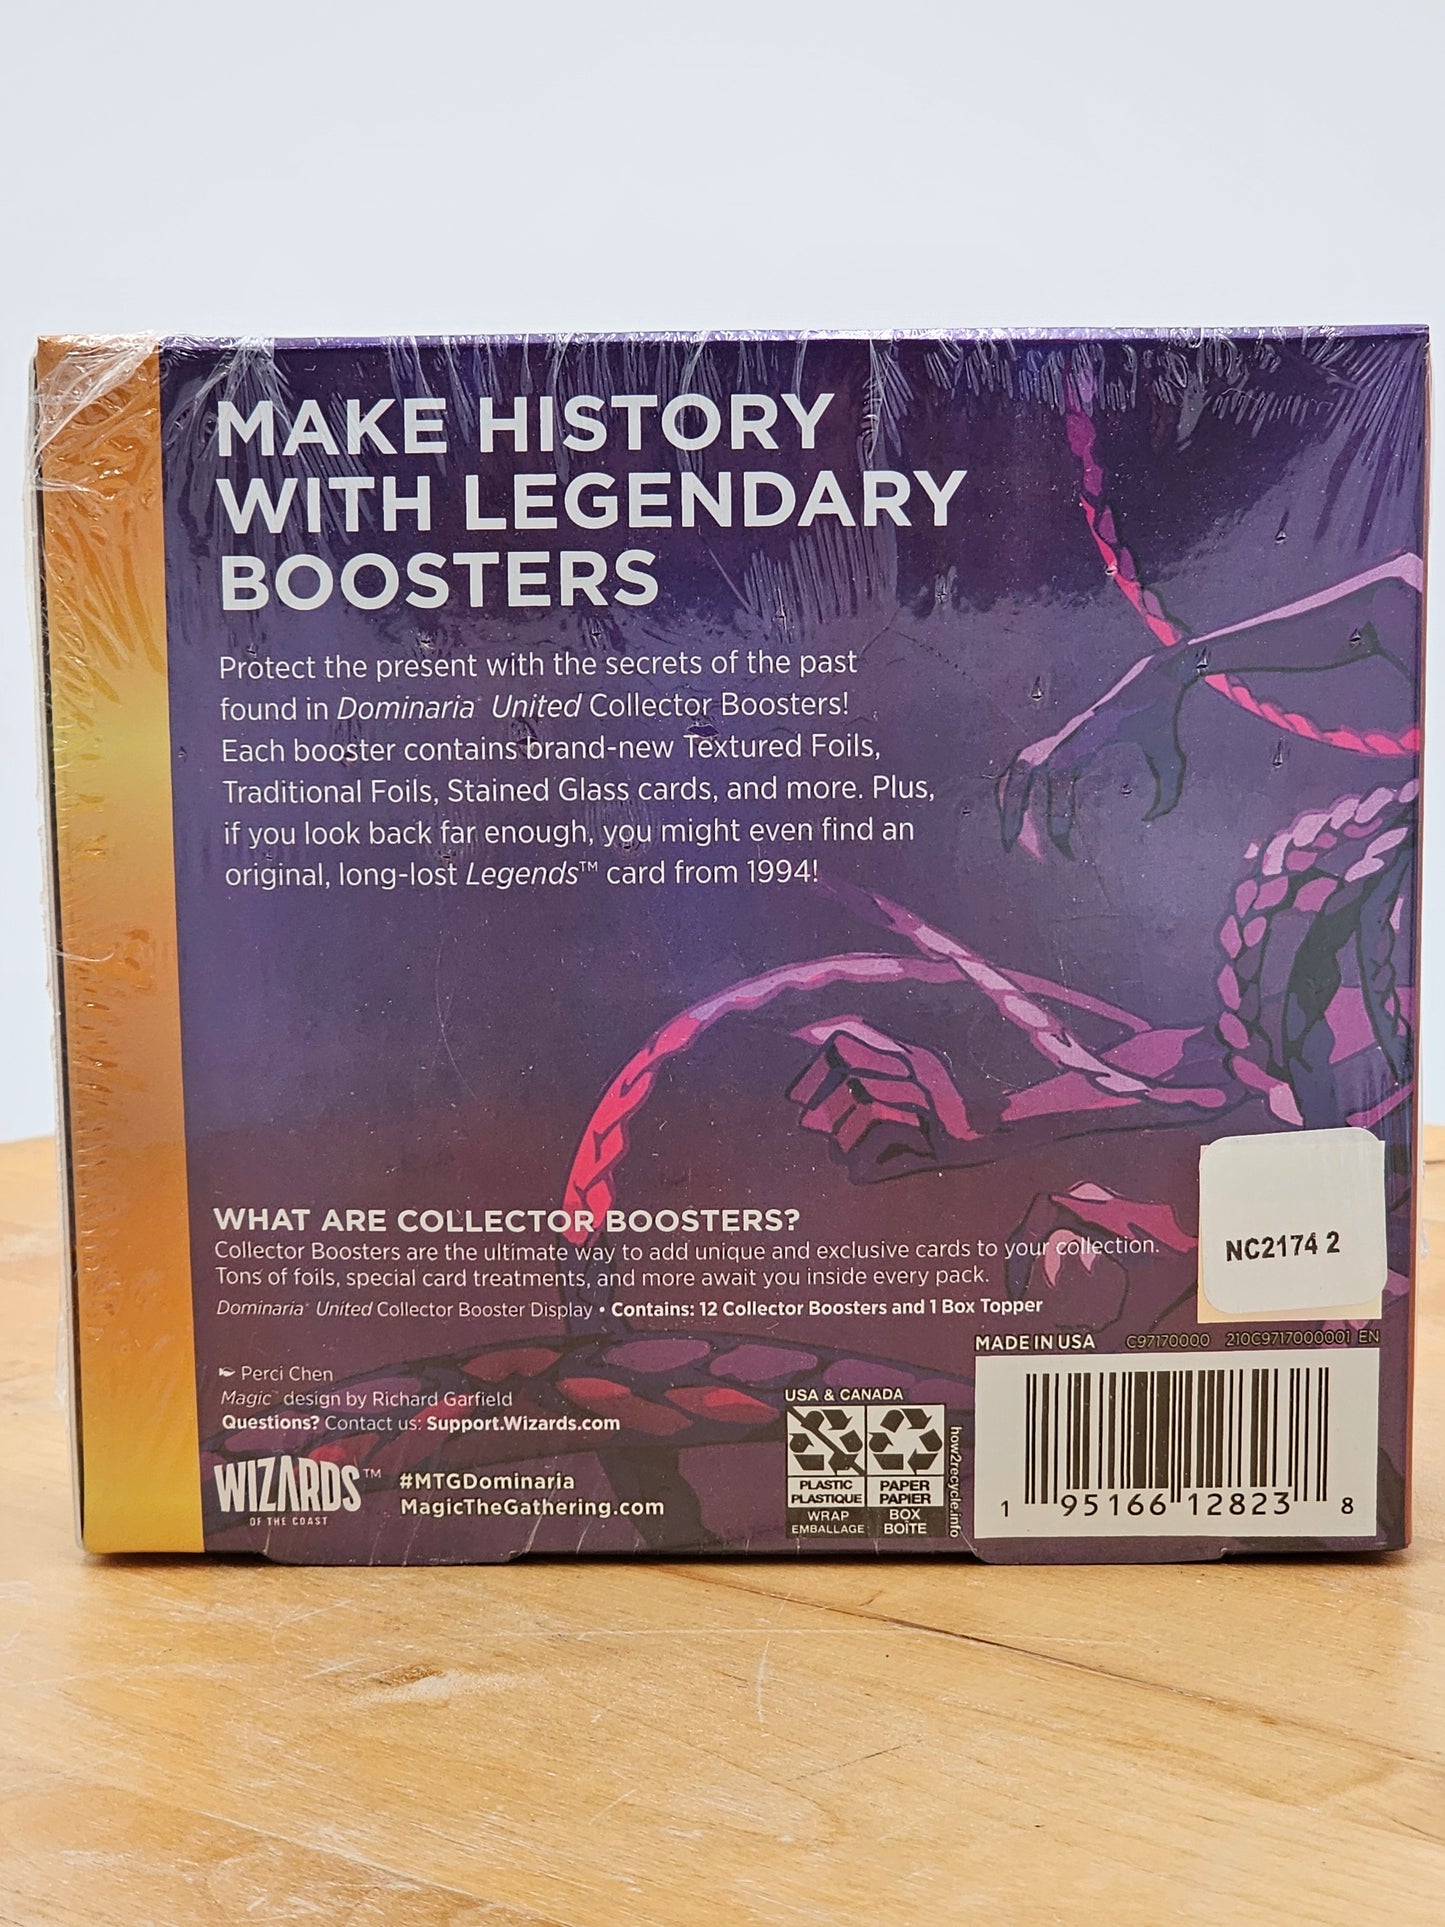 MAKE HISTORY
WITH LEGENDARY
BOOSTERS
Protect the present with the secrets of the past
found in Dominaria® United Collector Boosters!
Each booster contains brand-new Textured Foils,
Traditional Foils, Stained Glass cards, and more. Plus,
if you look back far enough, you might even find an
original, long-lost Legends™ card from 1994!
WHAT ARE COLLECTOR BOOSTERS?
Collector Boosters are the ultimate way to add unique and exclusive cards to your collection.
Tons of foils, special card treatments, and more await you inside every pack.
Dominaria® United Collector Booster Display • Contains: 12 Collector Boosters and 1 Box Topper
NC2174 2
MADE IN USA C97170000 210C9717000001 EN
Perci Chen
Magic™ design by Richard Garfield
Questions? Contact us: Support.Wizards.com
WIZARDS™
OF THE COAST
#MTGDominaria
MagicTheGathering.com
USA & CANADA
PLASTIC
PLASTIQUE
WRAP
EMBALLAGE
PAPER
PAPIER
BOX
BOÎTE
how2recycle.info
1 95166 12823 8